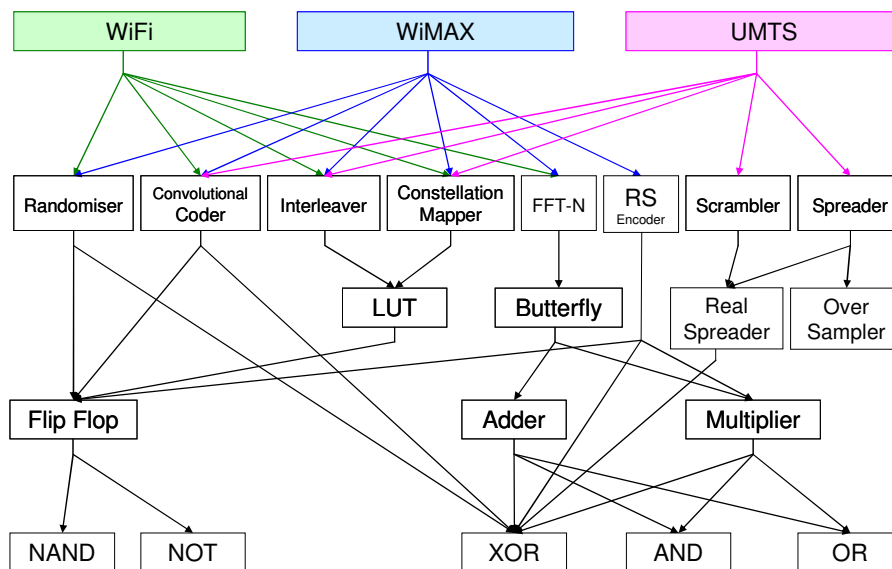 WiFi
WiMAX
UMTS
Randomiser
Convolutional
Coder
Interleaver
Constellation
Mapper
FFT-N
RS
Encoder
Scrambler
Spreader
LUT
Butterfly
Real
Spreader
Over
Sampler
Flip Flop
Adder
Multiplier
NAND
NOT
XOR
AND
OR